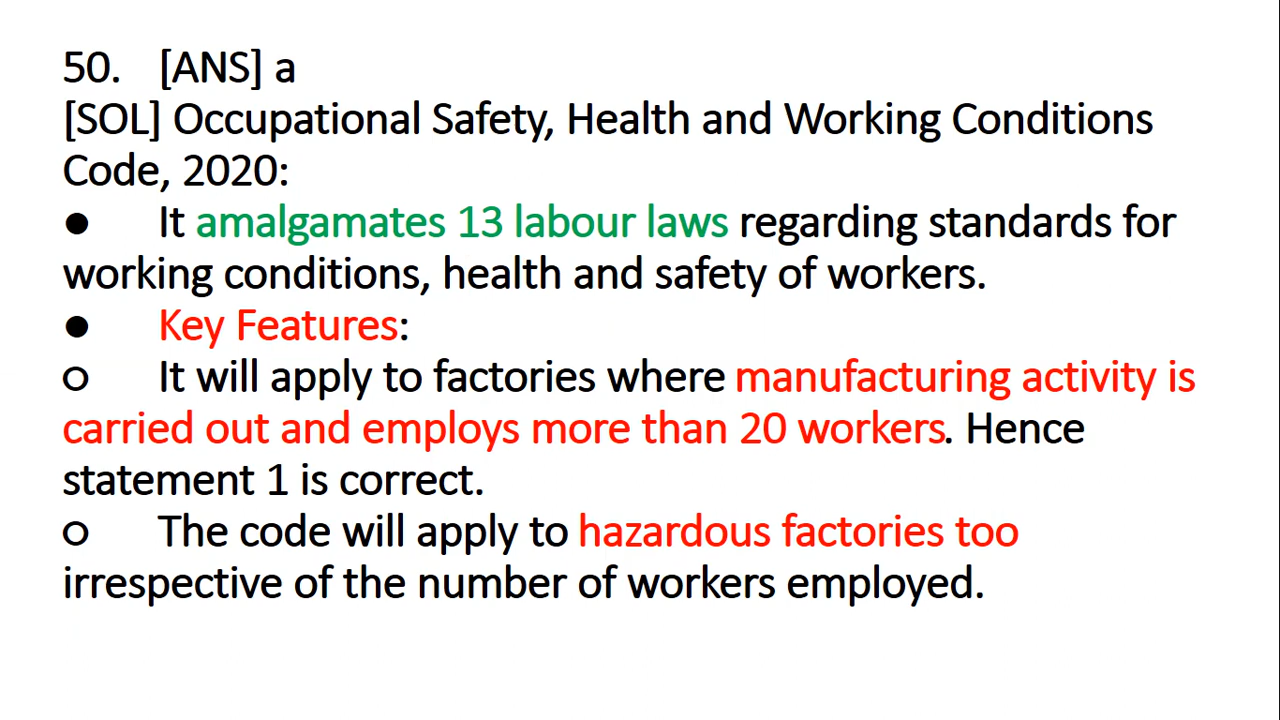 50. [ANS] a
[SOL] Occupational Safety, Health and Working Conditions
Code, 2020:
● It amalgamates 13 labour laws regarding standards for
working conditions, health and safety of workers.
● Key Features:
○ It will apply to factories where manufacturing activity is
carried out and employs more than 20 workers. Hence
statement 1 is correct.
○ The code will apply to hazardous factories too
irrespective of the number of workers employed.